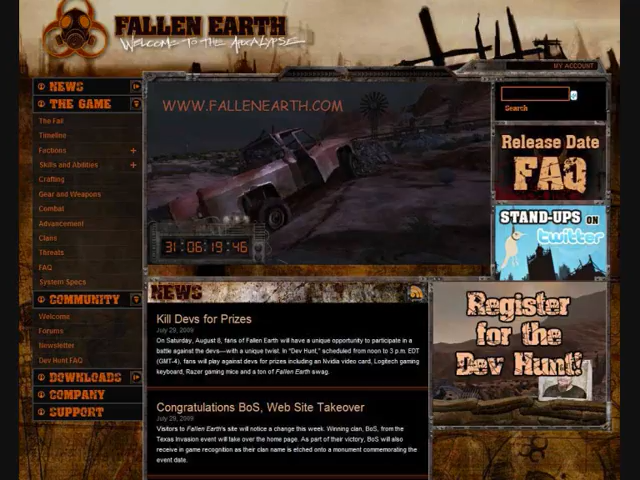 FALLEN EARTH
WELCOME TO THE APOCALYPSE
MY ACCOUNT
NEWS
THE GAME
The Fall
Timeline
Factions +
Skills and Abilities +
Crafting
Gear and Weapons
Combat
Advancement
Clans
Threats
FAQ
System Specs
COMMUNITY
Welcome
Forums
Newsletter
Dev Hunt FAQ
DOWNLOADS
COMPANY
SUPPORT
WWW.FALLENEARTH.COM
31:06:19:46
Search
Release Date
FAQ
STAND-UPS ON
twitter
NEWS
Kill Devs for Prizes
July 29, 2009
On Saturday, August 8, fans of Fallen Earth will have a unique opportunity to participate in a
battle against the devs—with a unique twist. In "Dev Hunt," scheduled from noon to 3 p.m. EDT
(GMT-4), fans will play against devs for prizes including an Nvidia video card, Logitech gaming
keyboard, Razer gaming mice and a ton of Fallen Earth swag.
Congratulations BoS, Web Site Takeover
July 29, 2009
Visitors to Fallen Earth's site will notice a change this week. Winning clan, BoS, from the
Texas Invasion event will take over the home page. As part of their victory, BoS will also
receive in game recognition as their clan name is etched onto a monument commemorating the
event date.
Register
for the
Dev Hunt!